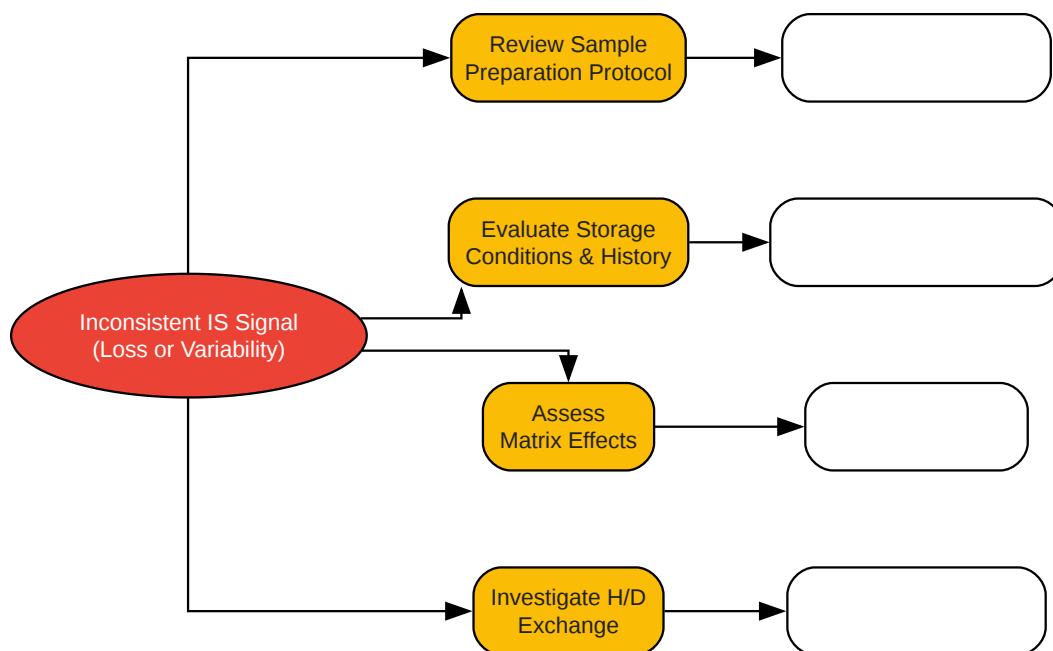 Review Sample
Preparation Protocol
Evaluate Storage
Conditions & History
Inconsistent IS Signal
(Loss or Variability)
Assess
Matrix Effects
Investigate H/D
Exchange